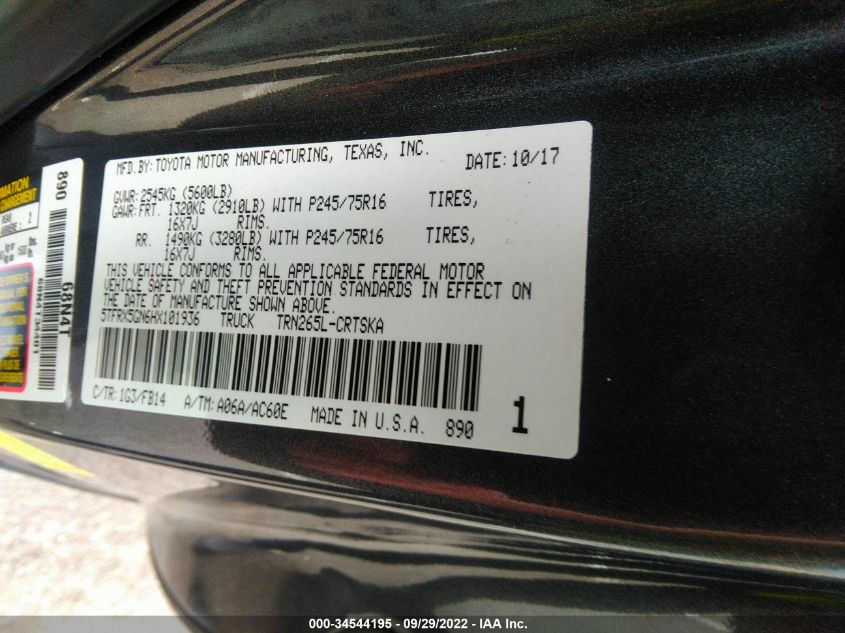 MFD.BY:TOYOTA MOTOR MANUFACTURING, TEXAS, INC. DATE:10/17
GVWR:2545KG (5600LB)
GAWR:FRT. 1320KG (2910LB) WITH P245/75R16 TIRES,
16X7J RIMS.
RR. 1490KG (3280LB) WITH P245/75R16 TIRES,
16X7J RIMS.
THIS VEHICLE CONFORMS TO ALL APPLICABLE FEDERAL MOTOR
VEHICLE SAFETY AND THEFT PREVENTION STANDARDS IN EFFECT ON
THE DATE OF MANUFACTURE SHOWN ABOVE.
5TFRX5GN6HX101936 TRUCK TRN265L-CRTSKA
C/TR:1G3/FB14 A/TM:A06A/AC60E MADE IN U.S.A. 890 1
890
68N4T
REAR 2
000-34544195 - 09/29/2022 - IAA Inc.